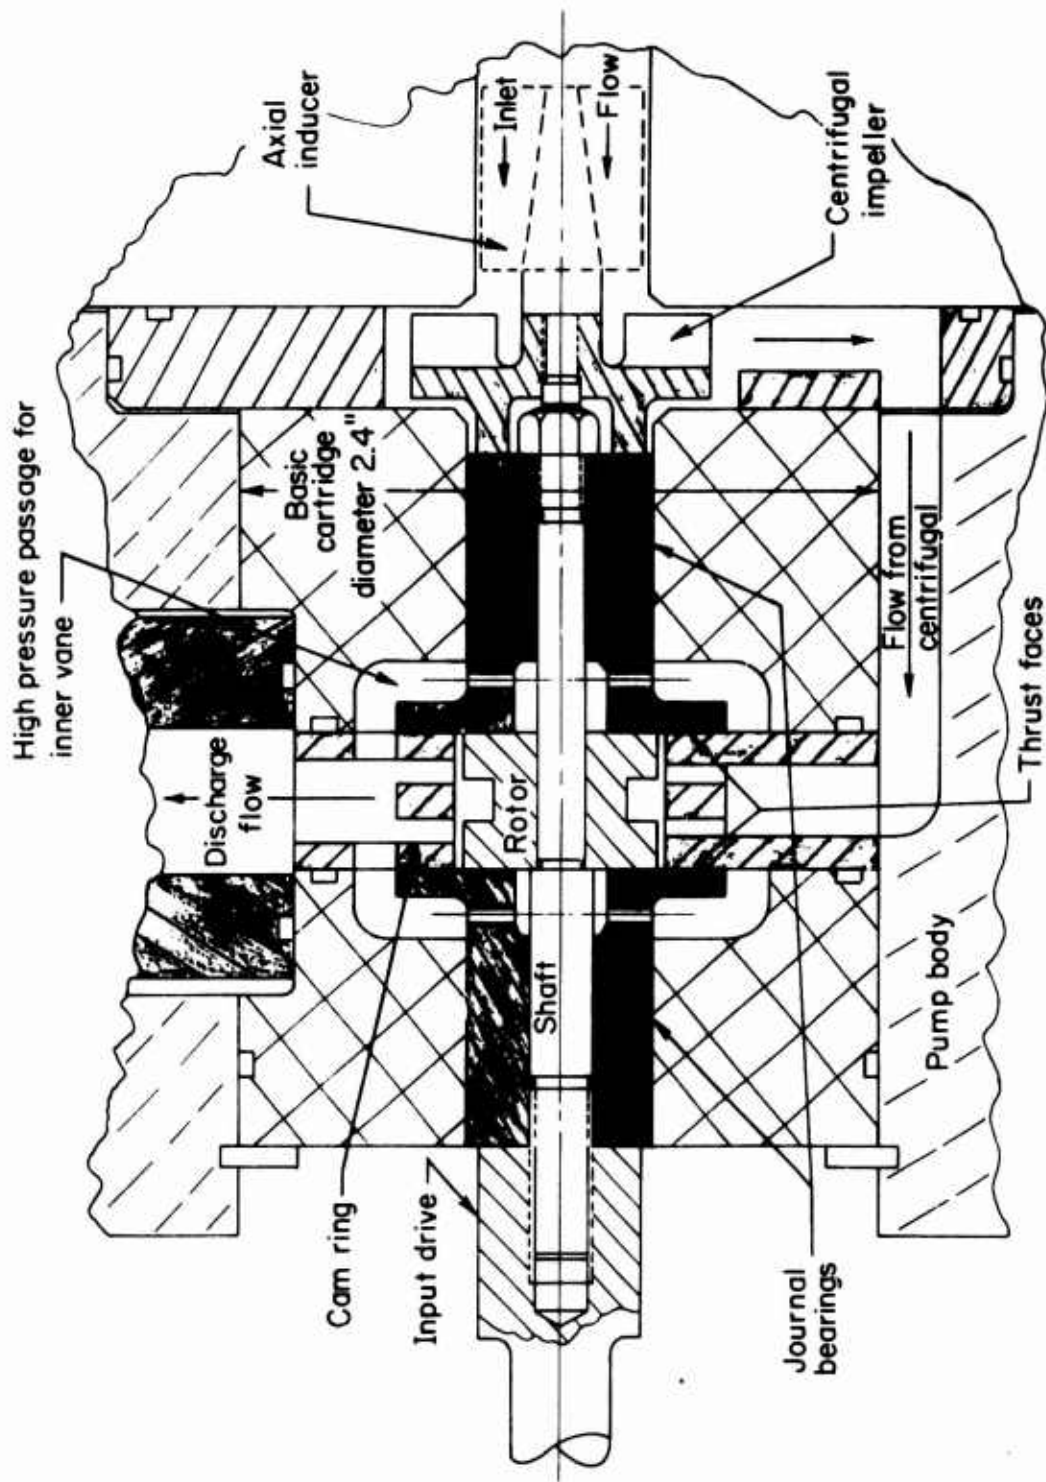 High pressure passage for
inner vane
Axial
inducer
Inlet
Flow
Discharge
flow
Basic
cartridge
diameter 2.4"
Cam ring
Rotor
Input drive
Shaft
Centrifugal
impeller
Flow from
centrifugal
Pump body
Journal
bearings
Thrust faces